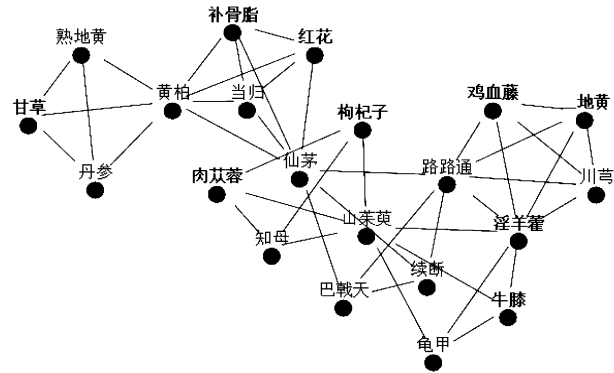 补骨脂
熟地黄
红花
黄柏
当归
鸡血藤
地黄
甘草
枸杞子
丹参
肉苁蓉
仙茅
路路通
川芎
山茱萸
淫羊藿
知母
续断
巴戟天
牛膝
龟甲